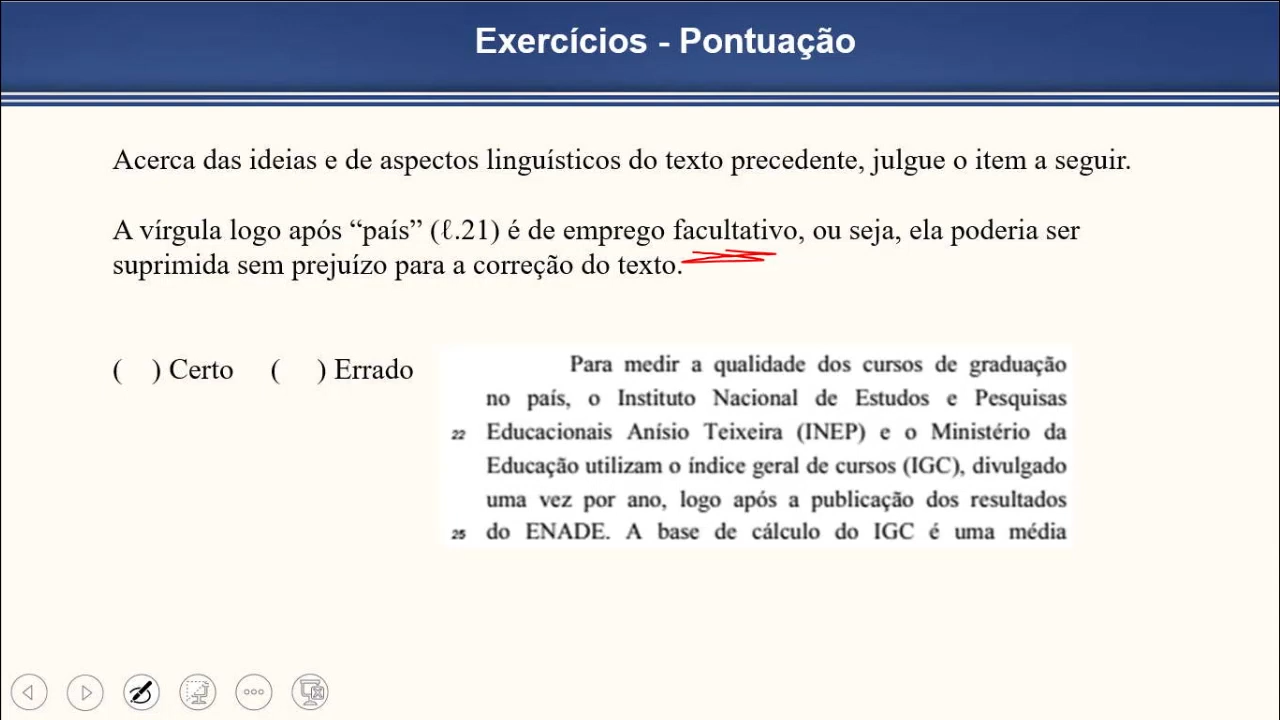 Exercícios - Pontuação
Acerca das ideias e de aspectos linguísticos do texto precedente, julgue o item a seguir.
A vírgula logo após “país” (ℓ.21) é de emprego facultativo, ou seja, ela poderia ser
suprimida sem prejuízo para a correção do texto.
( ) Certo ( ) Errado
Para medir a qualidade dos cursos de graduação
no país, o Instituto Nacional de Estudos e Pesquisas
22 Educacionais Anísio Teixeira (INEP) e o Ministério da
Educação utilizam o índice geral de cursos (IGC), divulgado
uma vez por ano, logo após a publicação dos resultados
25 do ENADE. A base de cálculo do IGC é uma média